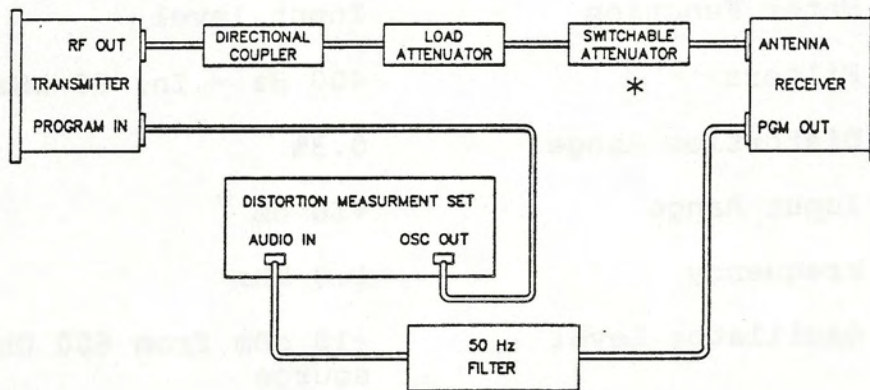 RF OUT
TRANSMITTER
PROGRAM IN
DIRECTIONAL
COUPLER
LOAD
ATTENUATOR
SWITCHABLE
ATTENUATOR
*
ANTENNA
RECEIVER
PGM OUT
DISTORTION MEASURMENT SET
AUDIO IN
OSC OUT
50 Hz
FILTER